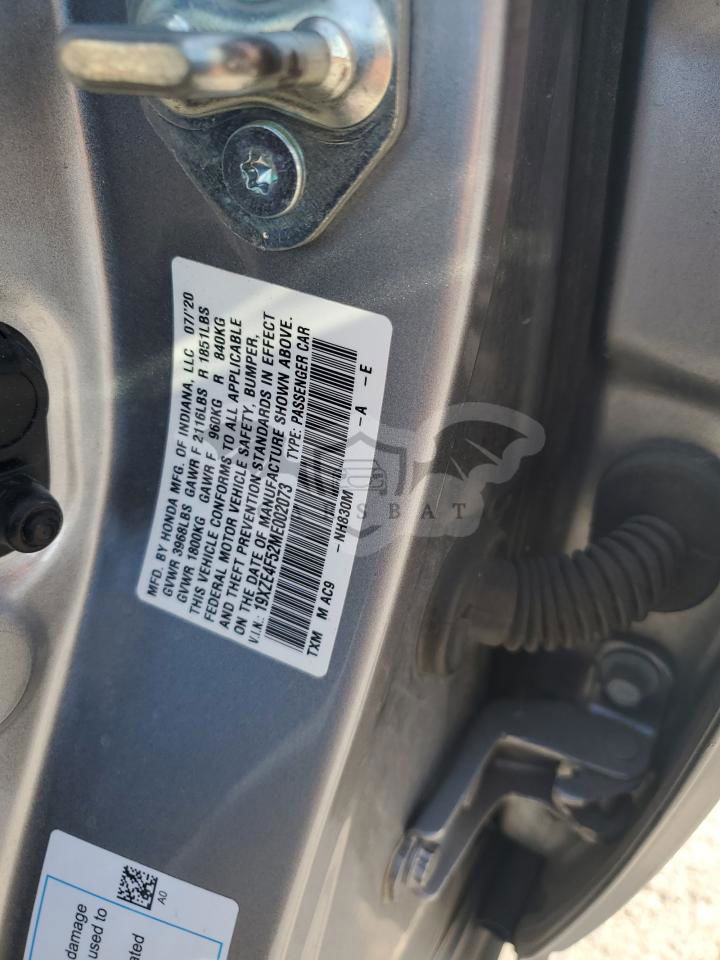 MFD. BY HONDA MFG. OF INDIANA, LLC 07/'20
GVWR 3968LBS GAWR F 2116LBS R 1851LBS
GVWR 1800KG GAWR F 960KG R 840KG
THIS VEHICLE CONFORMS TO ALL APPLICABLE
FEDERAL MOTOR VEHICLE SAFETY, BUMPER,
AND THEFT PREVENTION STANDARDS IN EFFECT
ON THE DATE OF MANUFACTURE SHOWN ABOVE.
V.I.N.: 19XZE4F52ME002073 TYPE: PASSENGER CAR
TXM M AC9 -NH830M -A -E
A0
damage
used to